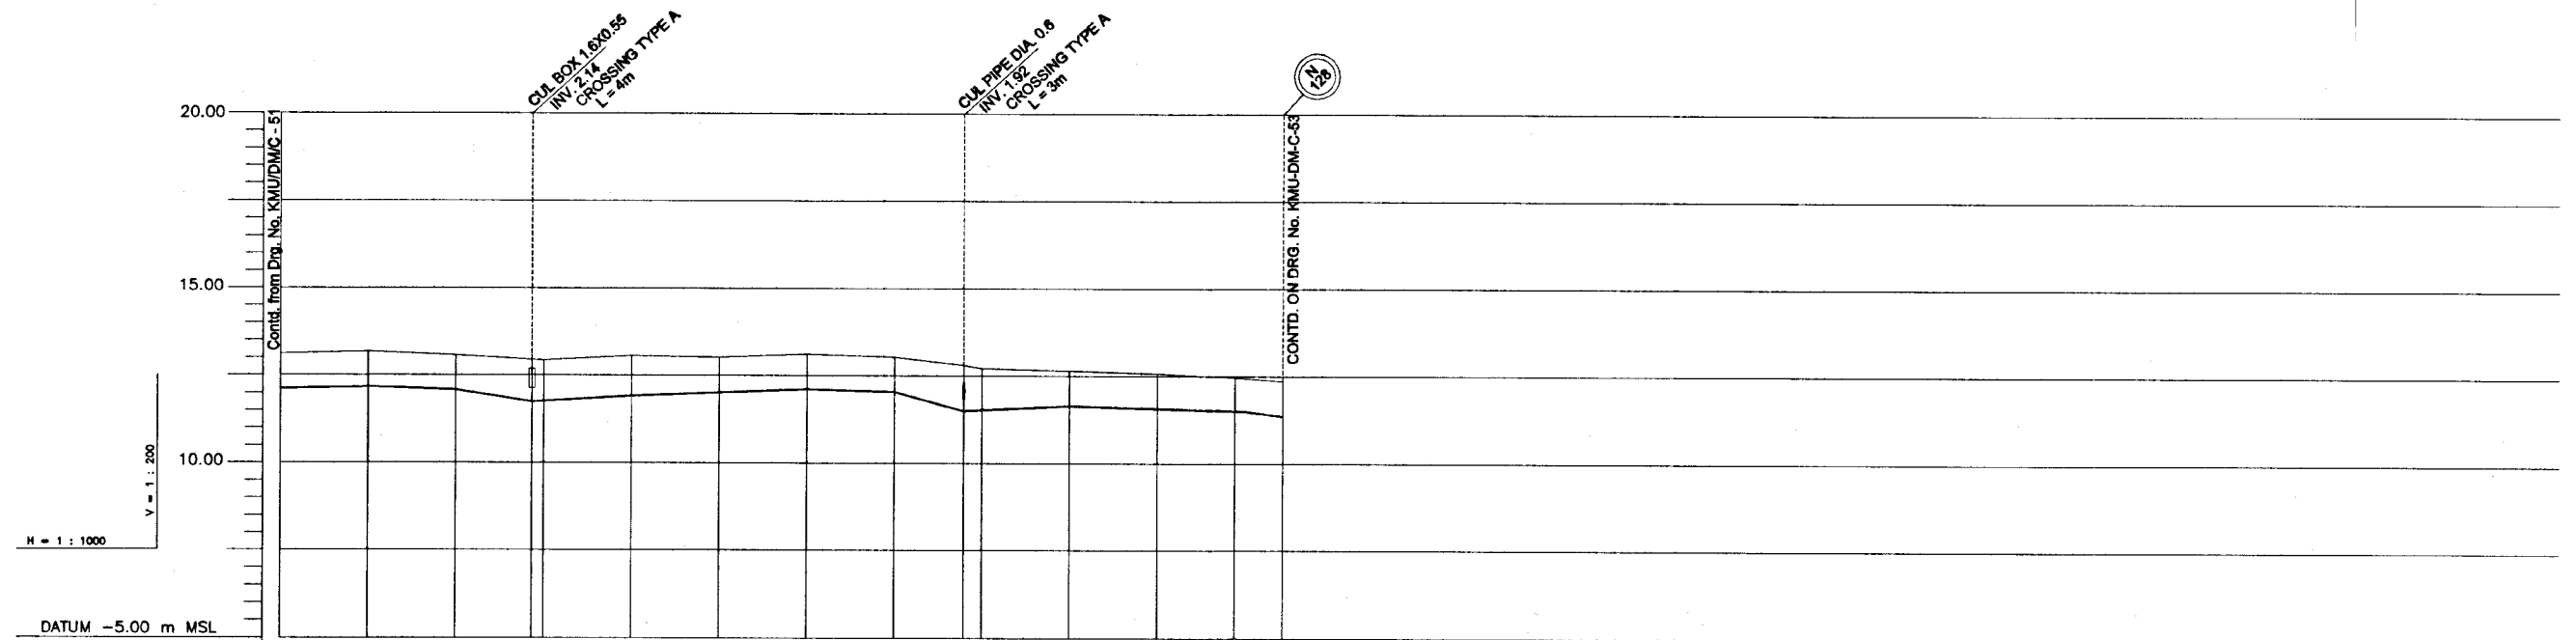 CUL BOX 1.6X0.55
INV. 2.14
CROSSING TYPE A
L = 4m
CUL PIPE DIA. 0.6
INV. 1.92
CROSSING TYPE A
L = 3m
N
128
20.00
15.00
10.00
Contd. from Drg. No. KMU/DM/C - 51
CONTD. ON DRG. No. KMU-DM-C-53
V = 1 : 200
H = 1 : 1000
DATUM -5.00 m MSL